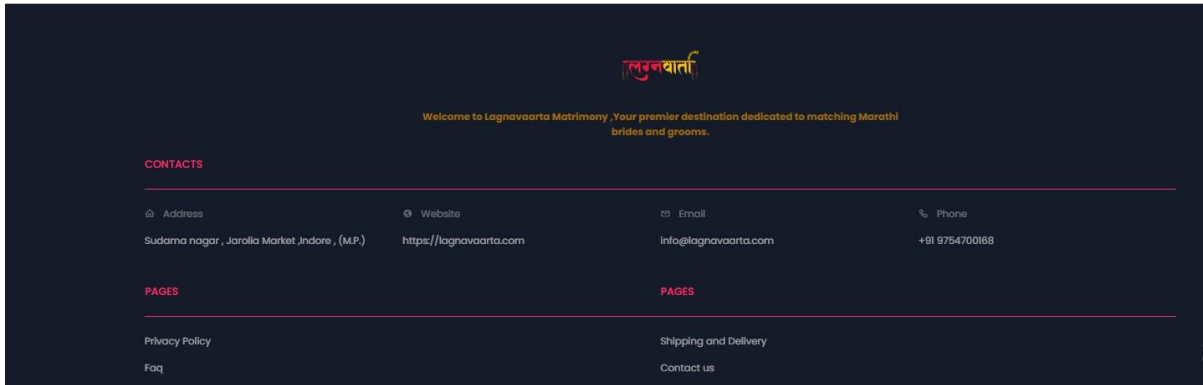 लग्नवार्ता
Welcome to Lagnavaarta Matrimony ,Your premier destination dedicated to matching Marathi
brides and grooms.
CONTACTS
Address
Website
Email
Phone
Sudama nagar , Jarolia Market ,Indore , (M.P.)
https://lagnavaarta.com
info@lagnavaarta.com
+91 9754700168
PAGES
PAGES
Privacy Policy
Shipping and Delivery
Faq
Contact us